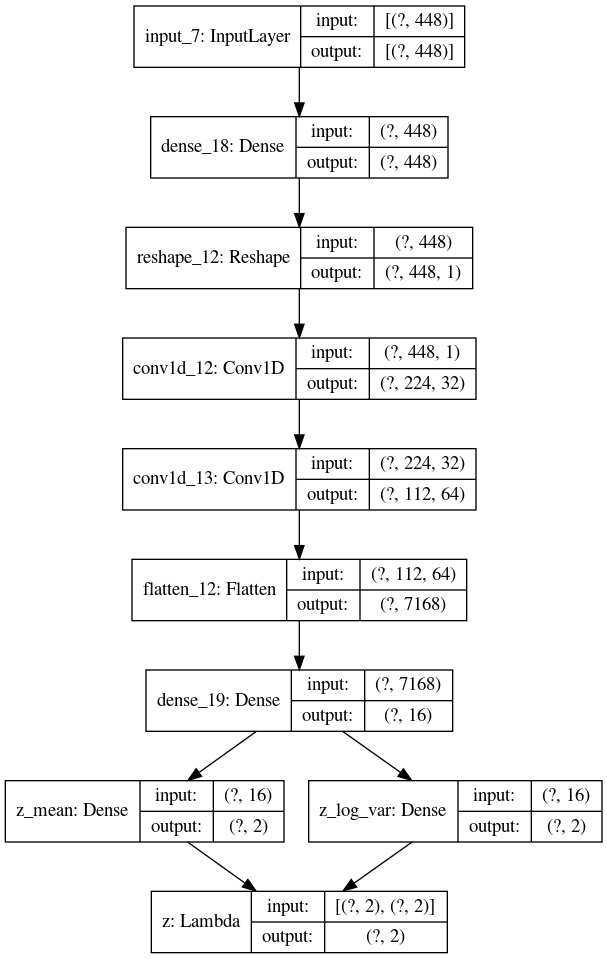 input_7: InputLayer
input: [(?, 448)]
output: [(?, 448)]
dense_18: Dense
input: (?, 448)
output: (?, 448)
reshape_12: Reshape
input: (?, 448)
output: (?, 448, 1)
conv1d_12: Conv1D
input: (?, 448, 1)
output: (?, 224, 32)
conv1d_13: Conv1D
input: (?, 224, 32)
output: (?, 112, 64)
flatten_12: Flatten
input: (?, 112, 64)
output: (?, 7168)
dense_19: Dense
input: (?, 7168)
output: (?, 16)
z_mean: Dense
input: (?, 16)
output: (?, 2)
z_log_var: Dense
input: (?, 16)
output: (?, 2)
z: Lambda
input: [(?, 2), (?, 2)]
output: (?, 2)